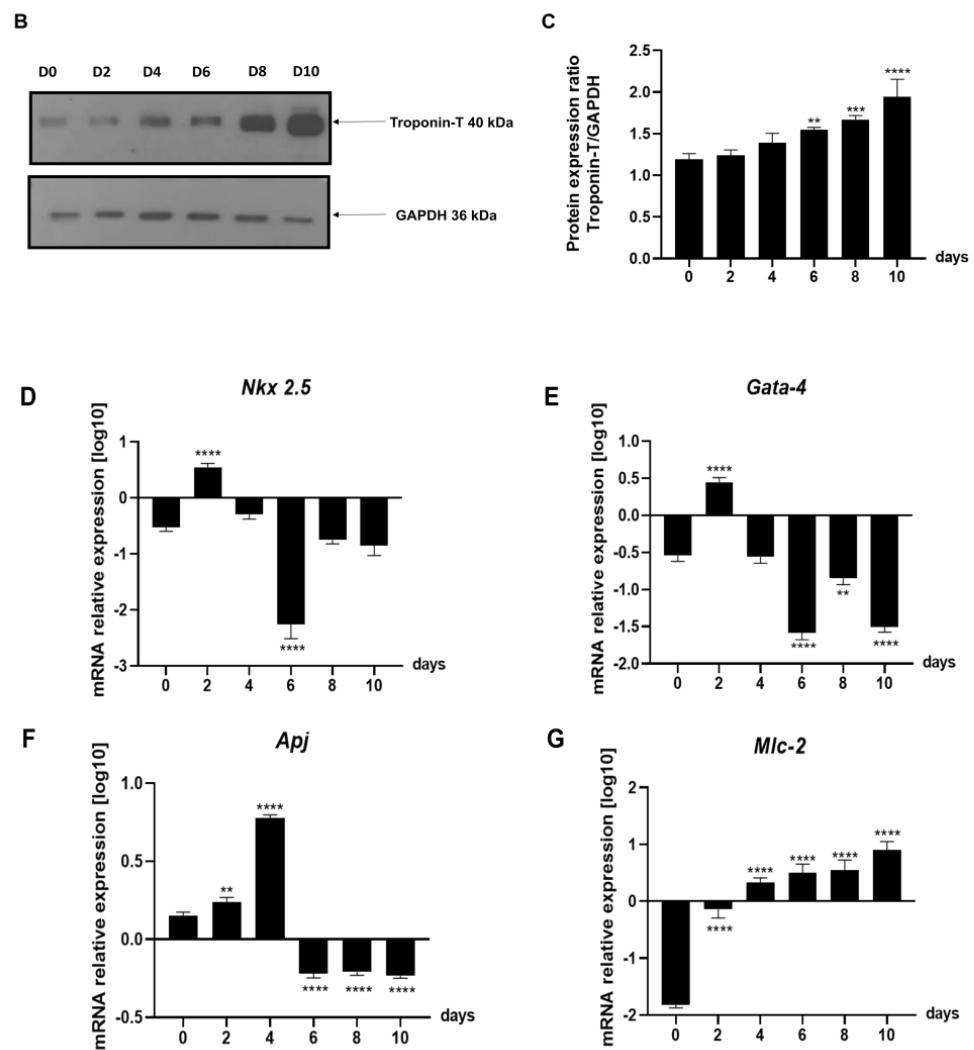 B
D0 D2 D4 D6 D8 D10
Troponin-T 40 kDa
GAPDH 36 kDa
C
Protein expression ratio
Troponin-T/GAPDH
2.5
2.0
1.5
1.0
0.5
0.0
** *** ****
0 2 4 6 8 10
days
D
Nkx 2.5
mRNA relative expression [log10]
1
0
-1
-2
-3
****
****
0 2 4 6 8 10
days
E
Gata-4
mRNA relative expression [log10]
1.0
0.5
0.0
-0.5
-1.0
-1.5
-2.0
****
**
**** ****
0 2 4 6 8 10
days
F
Apj
mRNA relative expression [log10]
1.0
0.5
0.0
-0.5
****
**
**** **** ****
0 2 4 6 8 10
days
G
Mlc-2
mRNA relative expression [log10]
2
1
0
-1
-2
**** **** **** ****
****
0 2 4 6 8 10
days